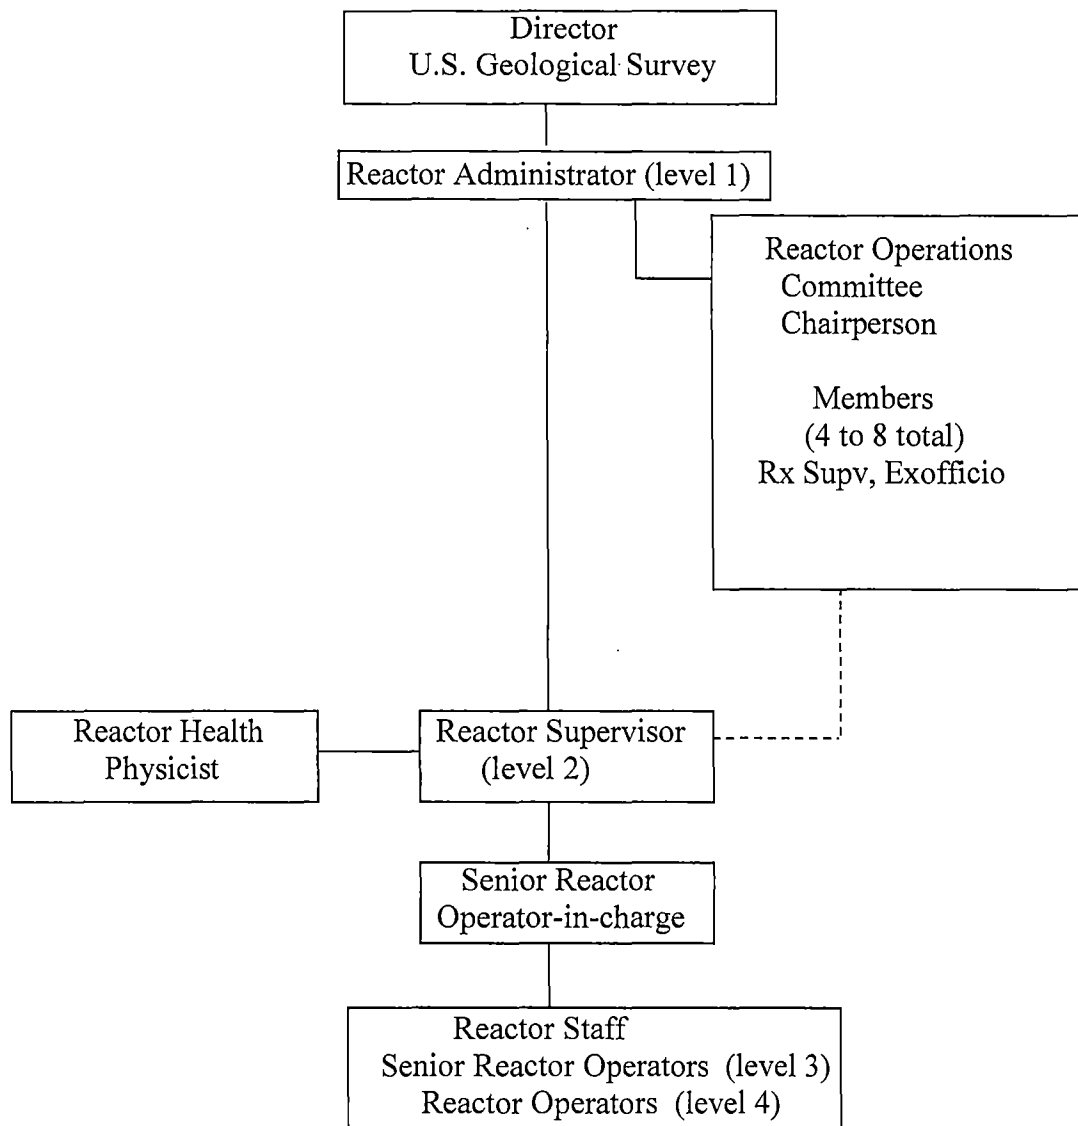 Director
U.S. Geological Survey
Reactor Administrator (level 1)
Reactor Operations
Committee
Chairperson
Members
(4 to 8 total)
Rx Supv, Exofficio
Reactor Health
Physicist
Reactor Supervisor
(level 2)
Senior Reactor
Operator-in-charge
Reactor Staff
Senior Reactor Operators (level 3)
Reactor Operators (level 4)